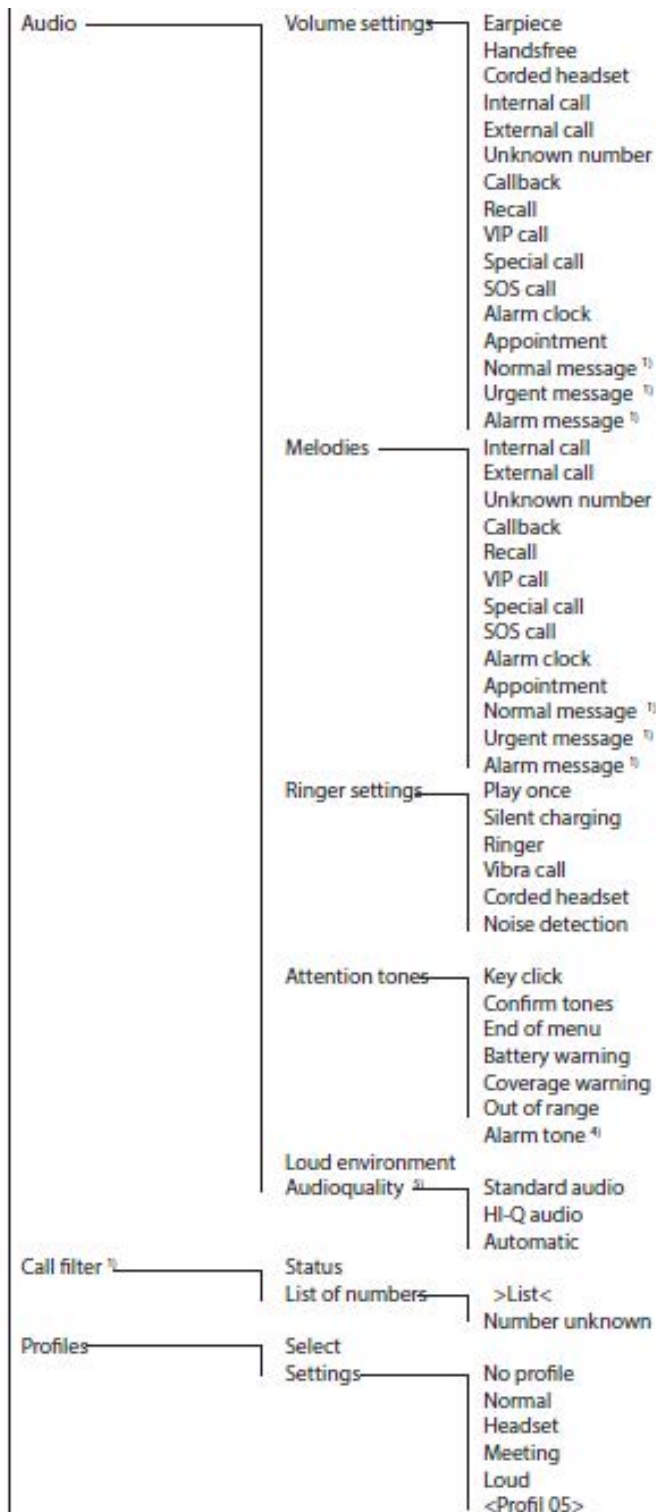 Audio Volume settings Earpiece
Handsfree
Corded headset
Internal call
External call
Unknown number
Callback
Recall
VIP call
Special call
SOS call
Alarm clock
Appointment
Normal message 1)
Urgent message 1)
Alarm message 1)
Melodies Internal call
External call
Unknown number
Callback
Recall
VIP call
Special call
SOS call
Alarm clock
Appointment
Normal message 1)
Urgent message 1)
Alarm message 1)
Ringer settings Play once
Silent charging
Ringer
Vibra call
Corded headset
Noise detection
Attention tones Key click
Confirm tones
End of menu
Battery warning
Coverage warning
Out of range
Alarm tone 4)
Loud environment
Audioquality 5) Standard audio
HI-Q audio
Automatic
Call filter 1) Status
List of numbers >List<
Number unknown
Profiles Select
Settings No profile
Normal
Headset
Meeting
Loud
<Profil 05>